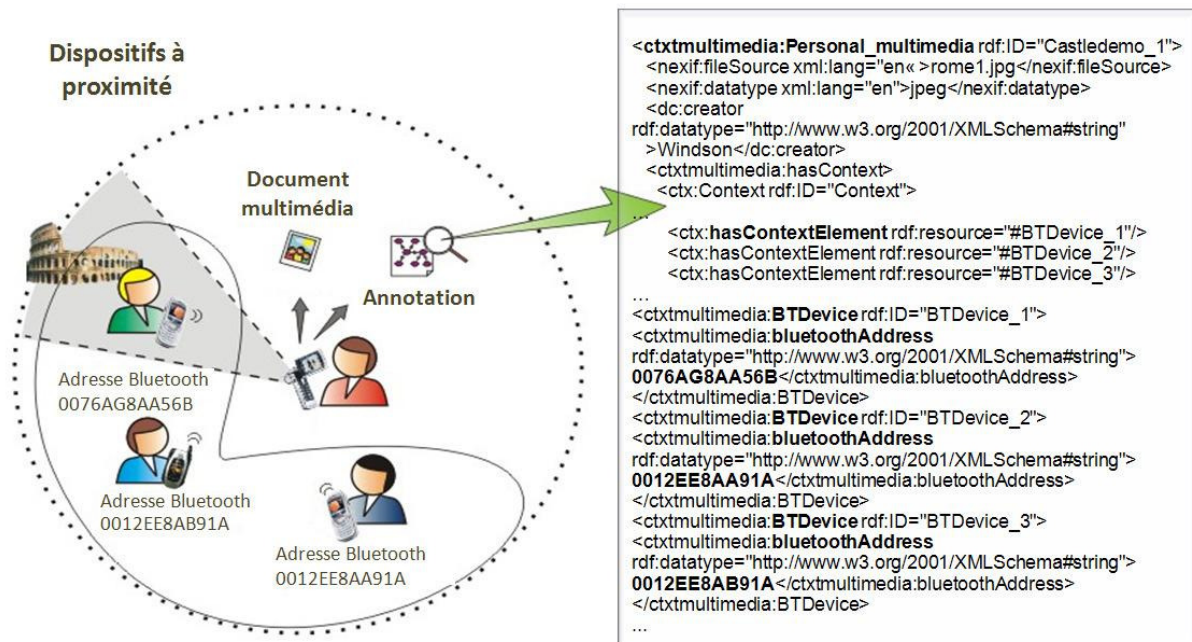 Dispositifs à
proximité
Document
multimédia
Annotation
Adresse Bluetooth
0076AG8AA56B
Adresse Bluetooth
0012EE8AB91A
Adresse Bluetooth
0012EE8AA91A
<ctxtmultimedia:Personal_multimedia rdf:ID="Castledemo_1">
<nexif:fileSource xml:lang="en« >rome1.jpg</nexif:fileSource>
<nexif:datatype xml:lang="en">jpeg</nexif:datatype>
<dc:creator
rdf:datatype="http://www.w3.org/2001/XMLSchema#string"
>Windson</dc:creator>
<ctxtmultimedia:hasContext>
<ctx:Context rdf:ID="Context">
...
<ctx:hasContextElement rdf:resource="#BTDevice_1"/>
<ctx:hasContextElement rdf:resource="#BTDevice_2"/>
<ctx:hasContextElement rdf:resource="#BTDevice_3"/>
...
<ctxtmultimedia:BTDevice rdf:ID="BTDevice_1">
<ctxtmultimedia:bluetoothAddress
rdf:datatype="http://www.w3.org/2001/XMLSchema#string">
0076AG8AA56B</ctxtmultimedia:bluetoothAddress>
</ctxtmultimedia:BTDevice>
<ctxtmultimedia:BTDevice rdf:ID="BTDevice_2">
<ctxtmultimedia:bluetoothAddress
rdf:datatype="http://www.w3.org/2001/XMLSchema#string">
0012EE8AA91A</ctxtmultimedia:bluetoothAddress>
</ctxtmultimedia:BTDevice>
<ctxtmultimedia:BTDevice rdf:ID="BTDevice_3">
<ctxtmultimedia:bluetoothAddress
rdf:datatype="http://www.w3.org/2001/XMLSchema#string">
0012EE8AB91A</ctxtmultimedia:bluetoothAddress>
</ctxtmultimedia:BTDevice>
...